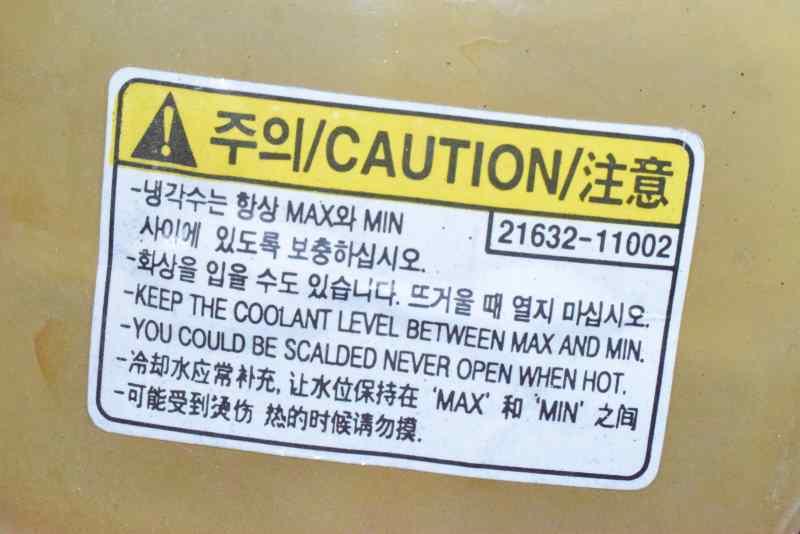 주의/CAUTION/注意
21632-11002
-냉각수는 항상 MAX와 MIN
사이에 있도록 보충하십시오.
-화상을 입을 수도 있습니다. 뜨거울 때 열지 마십시오.
-KEEP THE COOLANT LEVEL BETWEEN MAX AND MIN.
-YOU COULD BE SCALDED NEVER OPEN WHEN HOT.
-冷却水应常补充, 让水位保持在 'MAX' 和 'MIN' 之间
-可能受到烫伤 热的时候请勿摸.